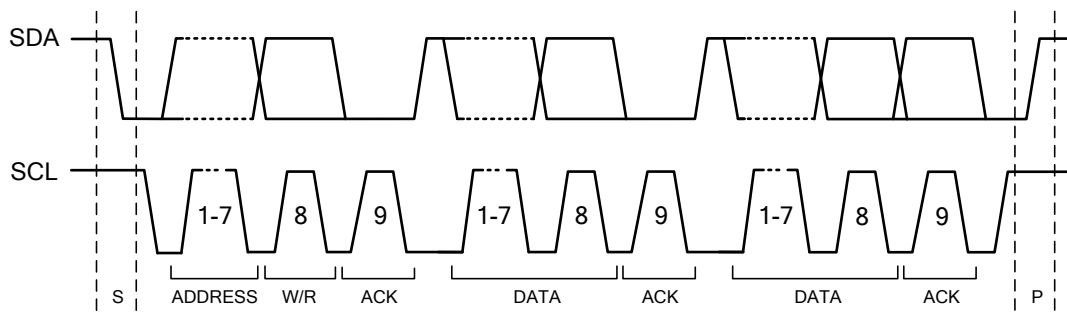 SDA
SCL
1-7 8 9 1-7 8 9 1-7 8 9
S ADDRESS W/R ACK DATA ACK DATA ACK P